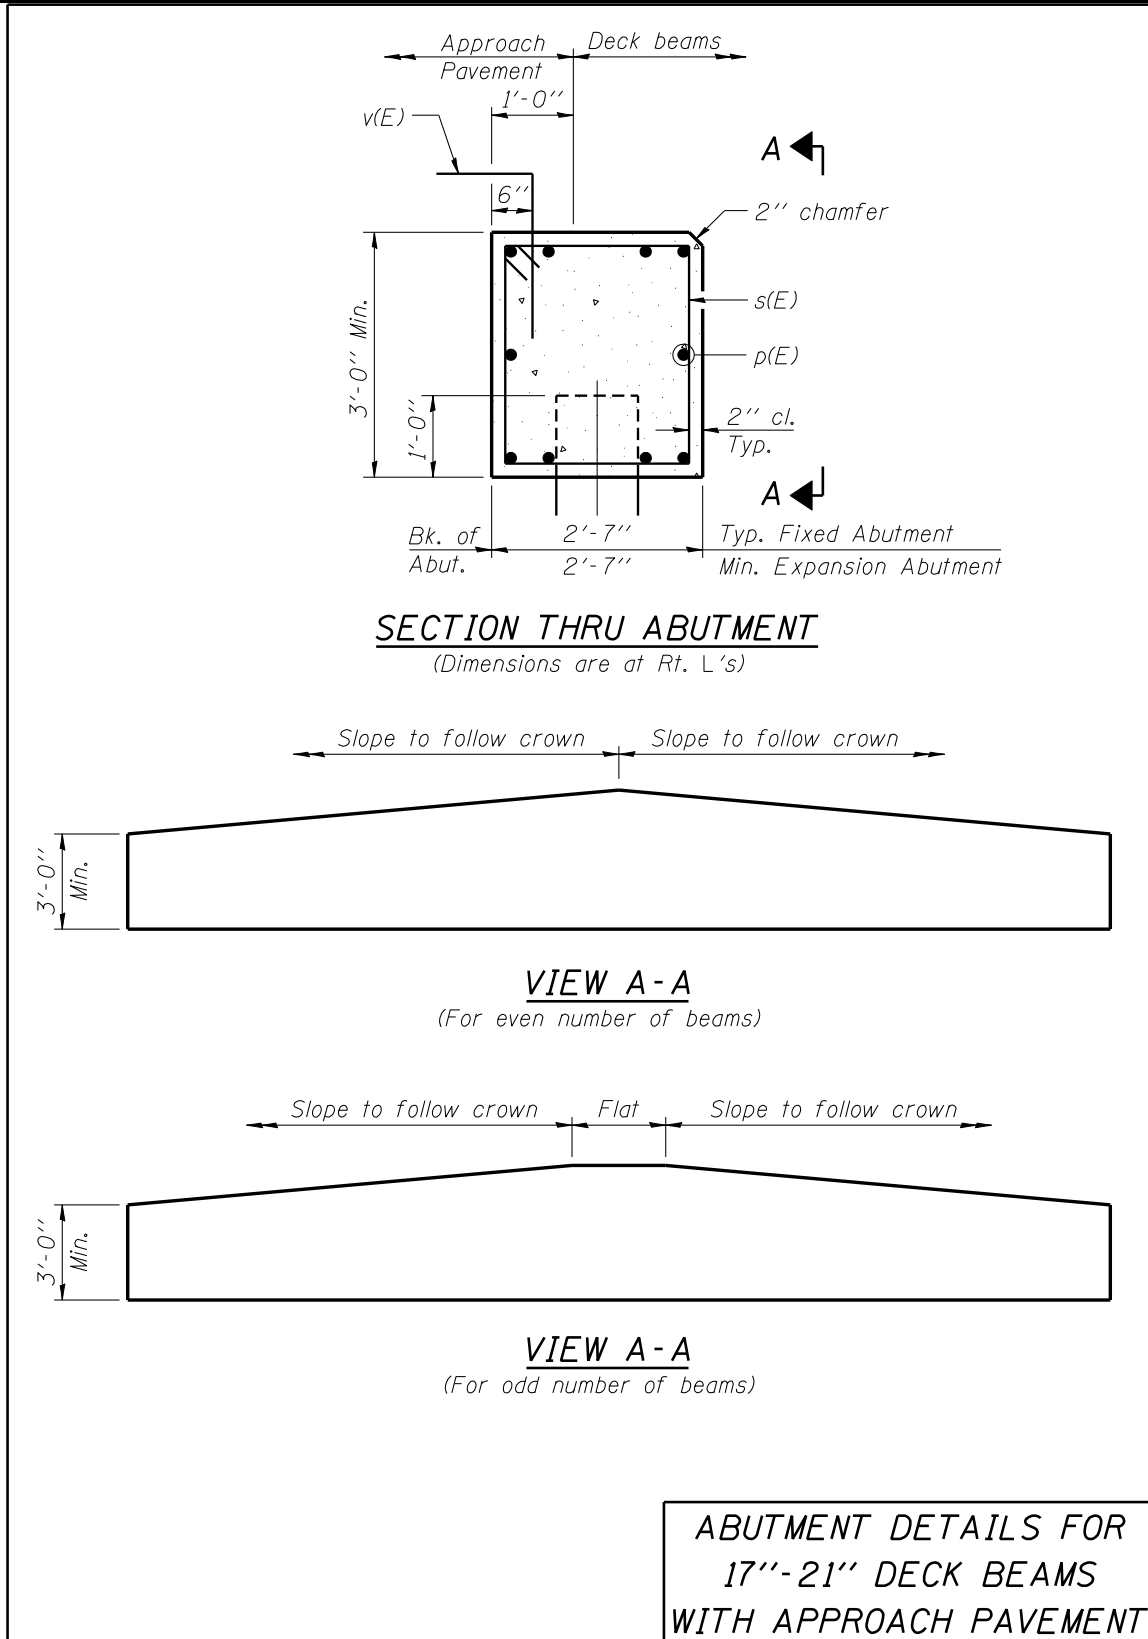 Approach
Pavement
Deck beams
1'-0''
v(E)
A
6''
2'' chamfer
3'-0'' Min.
s(E)
p(E)
1'-0''
2'' cl.
Typ.
A
Bk. of
Abut.
2'-7''
2'-7''
Typ. Fixed Abutment
Min. Expansion Abutment
SECTION THRU ABUTMENT
(Dimensions are at Rt. L's)
Slope to follow crown
Slope to follow crown
3'-0''
Min.
VIEW A-A
(For even number of beams)
Slope to follow crown
Flat
Slope to follow crown
3'-0''
Min.
VIEW A-A
(For odd number of beams)
ABUTMENT DETAILS FOR
17''-21'' DECK BEAMS
WITH APPROACH PAVEMENT